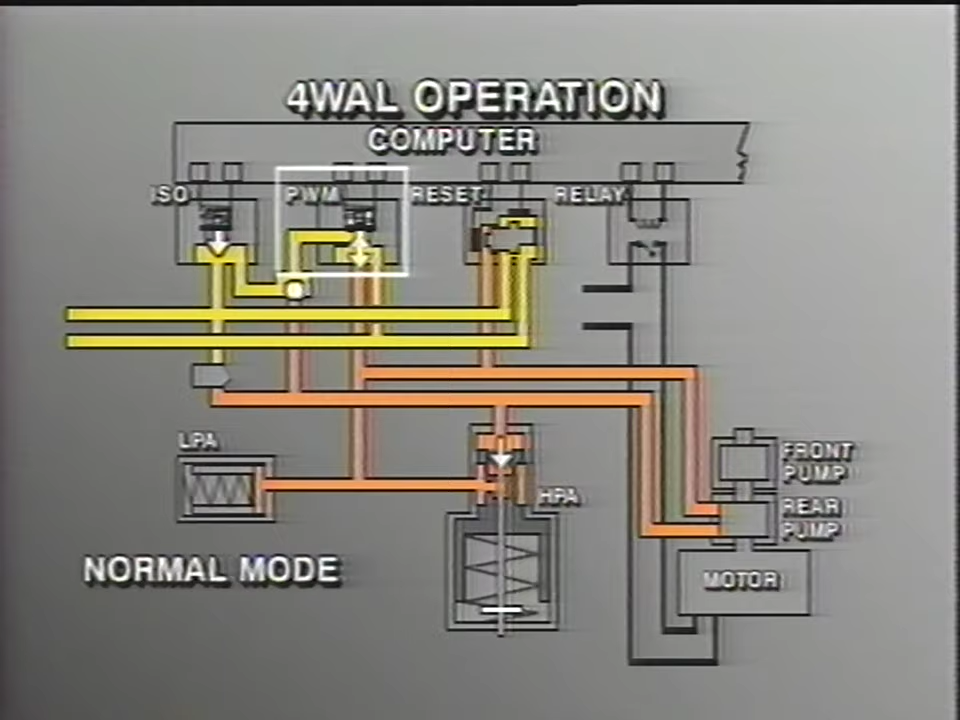 4WAL OPERATION
COMPUTER
ISO PWM RESET RELAY
LPA
FRONT
PUMP
HPA
REAR
PUMP
NORMAL MODE
MOTOR